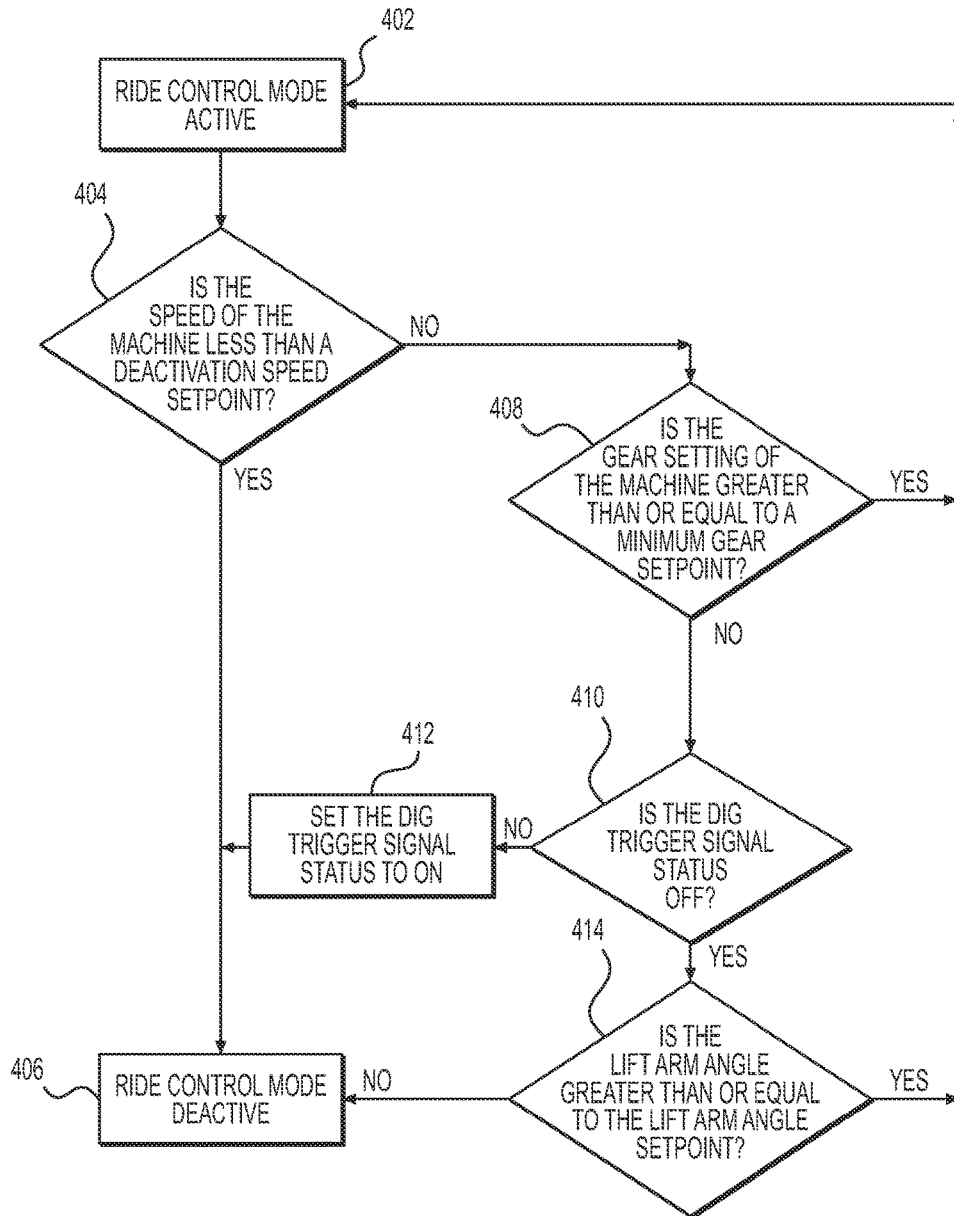 402
RIDE CONTROL MODE
ACTIVE
404
IS THE
SPEED OF THE
MACHINE LESS THAN A
DEACTIVATION SPEED
SETPOINT?
NO
YES
408
IS THE
GEAR SETTING OF
THE MACHINE GREATER
THAN OR EQUAL TO A
MINIMUM GEAR
SETPOINT?
YES
NO
410
412
SET THE DIG
TRIGGER SIGNAL
STATUS TO ON
NO
IS THE DIG
TRIGGER SIGNAL
STATUS
OFF?
YES
414
406
RIDE CONTROL MODE
DEACTIVE
NO
IS THE
LIFT ARM ANGLE
GREATER THAN OR EQUAL
TO THE LIFT ARM ANGLE
SETPOINT?
YES